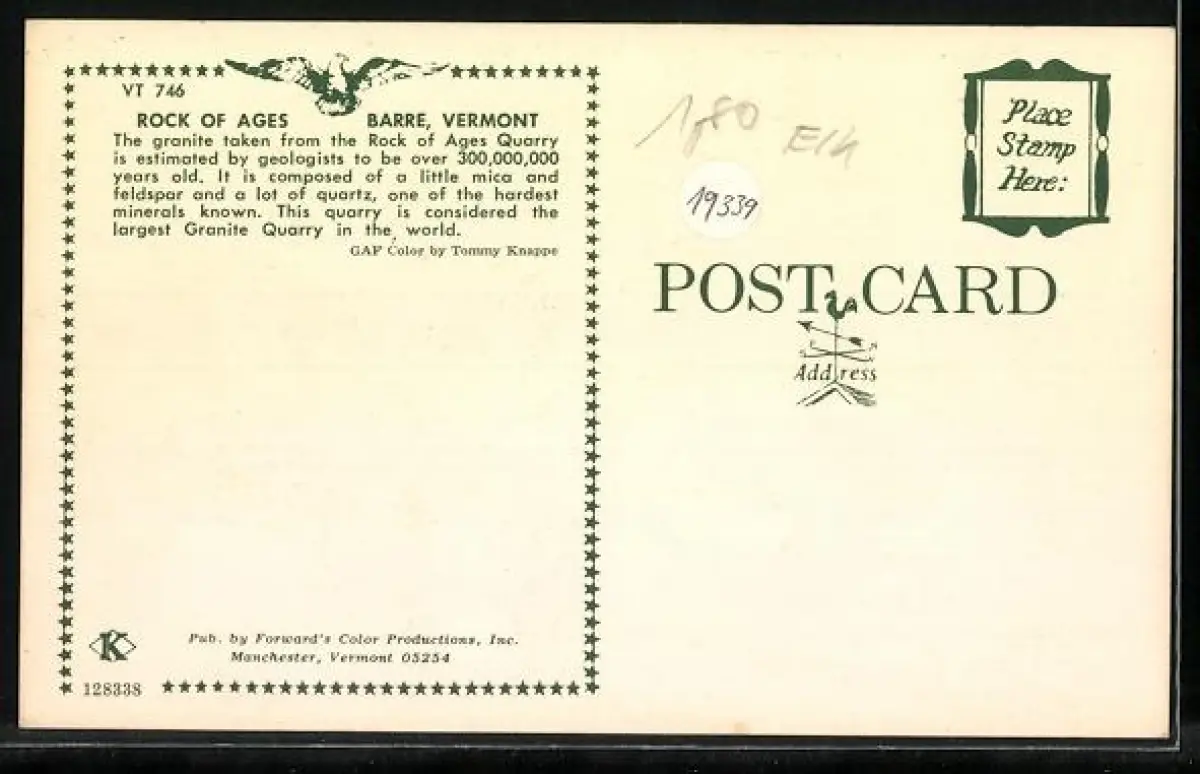 VT 746
ROCK OF AGES BARRE, VERMONT
The granite taken from the Rock of Ages Quarry
is estimated by geologists to be over 300,000,000
years old. It is composed of a little mica and
feldspar and a lot of quartz, one of the hardest
minerals known. This quarry is considered the
largest Granite Quarry in the world.
GAF Color by Tommy Knappe
K
Pub. by Forward's Color Productions, Inc.
Manchester, Vermont 05254
128338
19339
Place
Stamp
Here:
POST CARD
Address